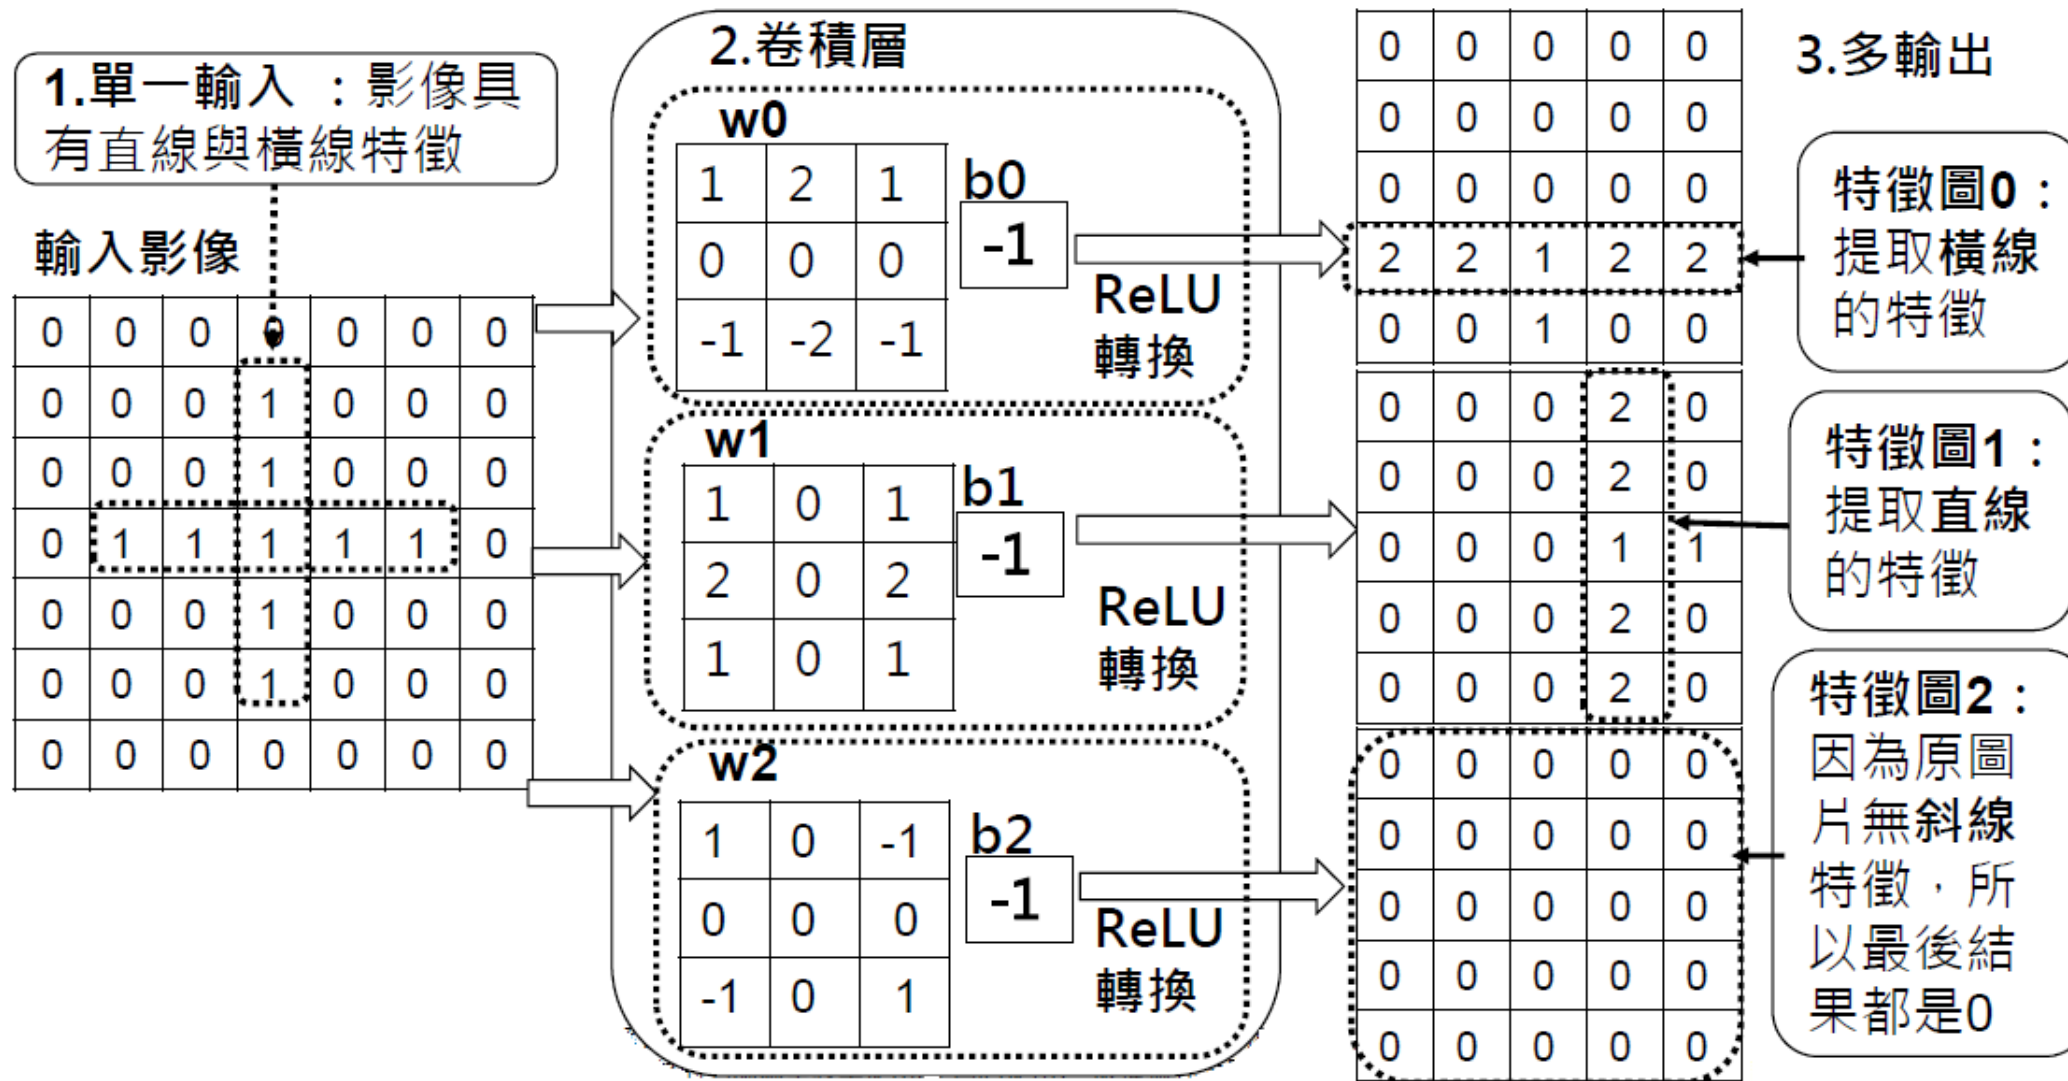 1.單一輸入 ：影像具
有直線與橫線特徵
輸入影像
0 0 0 0 0 0 0
0 0 0 1 0 0 0
0 0 0 1 0 0 0
0 1 1 1 1 1 0
0 0 0 1 0 0 0
0 0 0 1 0 0 0
0 0 0 0 0 0 0
2.卷積層
w0
1 2 1
0 0 0
-1 -2 -1
b0
-1
ReLU
轉換
w1
1 0 1
2 0 2
1 0 1
b1
-1
ReLU
轉換
w2
1 0 -1
0 0 0
-1 0 1
b2
-1
ReLU
轉換
3.多輸出
0 0 0 0 0
0 0 0 0 0
0 0 0 0 0
2 2 1 2 2
0 0 1 0 0
特徵圖0：
提取橫線
的特徵
0 0 0 2 0
0 0 0 2 0
0 0 0 1 1
0 0 0 2 0
0 0 0 2 0
特徵圖1：
提取直線
的特徵
0 0 0 0 0
0 0 0 0 0
0 0 0 0 0
0 0 0 0 0
0 0 0 0 0
特徵圖2：
因為原圖
片無斜線
特徵，所
以最後結
果都是0